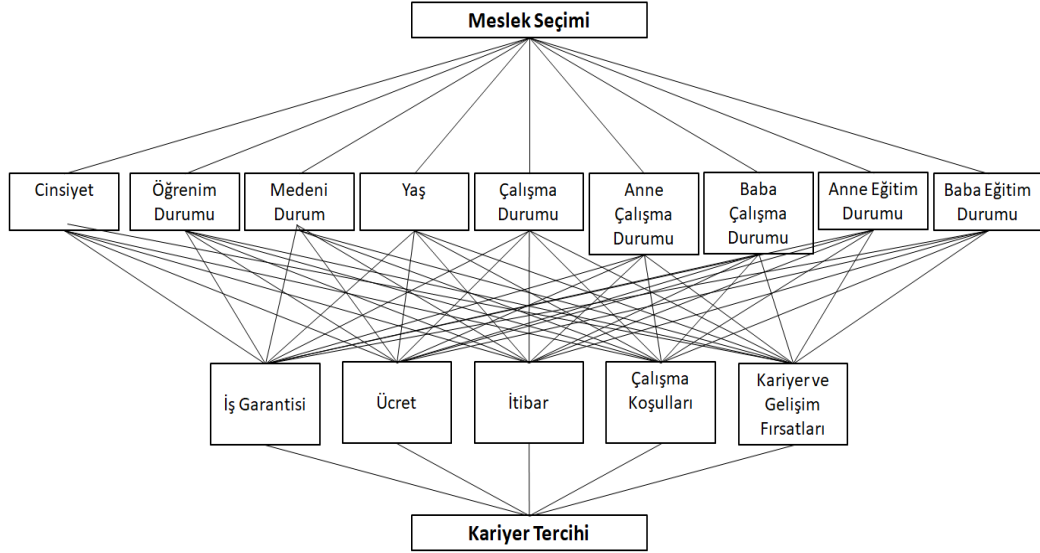 Meslek Seçimi
Cinsiyet
Öğrenim
Durumu
Medeni
Durum
Yaş
Çalışma
Durumu
Anne
Çalışma
Durumu
Baba
Çalışma
Durumu
Anne Eğitim
Durumu
Baba Eğitim
Durumu
İş Garantisi
Ücret
İtibar
Çalışma
Koşulları
Kariyer ve
Gelişim
Fırsatları
Kariyer Tercihi